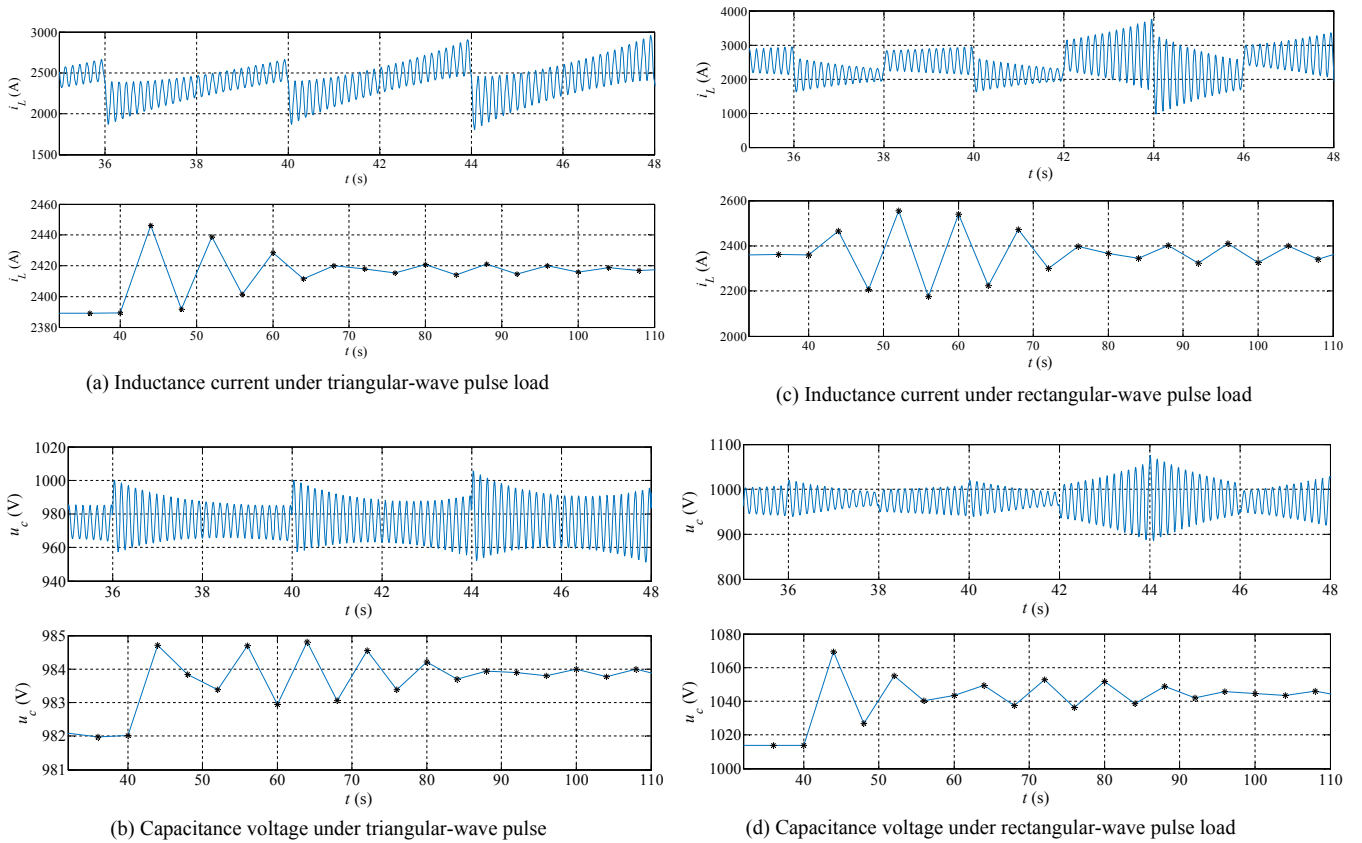 3000
2500
2000
1500
i_L (A)
36 38 40 42 44 46 48
t (s)
2460
2440
2420
2400
2380
i_L (A)
40 50 60 70 80 90 100 110
t (s)
(a) Inductance current under triangular-wave pulse load
4000
3000
2000
1000
0
i_L (A)
36 38 40 42 44 46 48
t (s)
2600
2400
2200
2000
i_L (A)
40 50 60 70 80 90 100 110
t (s)
(c) Inductance current under rectangular-wave pulse load
1020
1000
980
960
940
u_c (V)
36 38 40 42 44 46 48
t (s)
985
984
983
982
981
u_c (V)
40 50 60 70 80 90 100 110
t (s)
(b) Capacitance voltage under triangular-wave pulse
1100
1000
900
800
u_c (V)
36 38 40 42 44 46 48
t (s)
1080
1060
1040
1020
1000
u_c (V)
40 50 60 70 80 90 100 110
t (s)
(d) Capacitance voltage under rectangular-wave pulse load